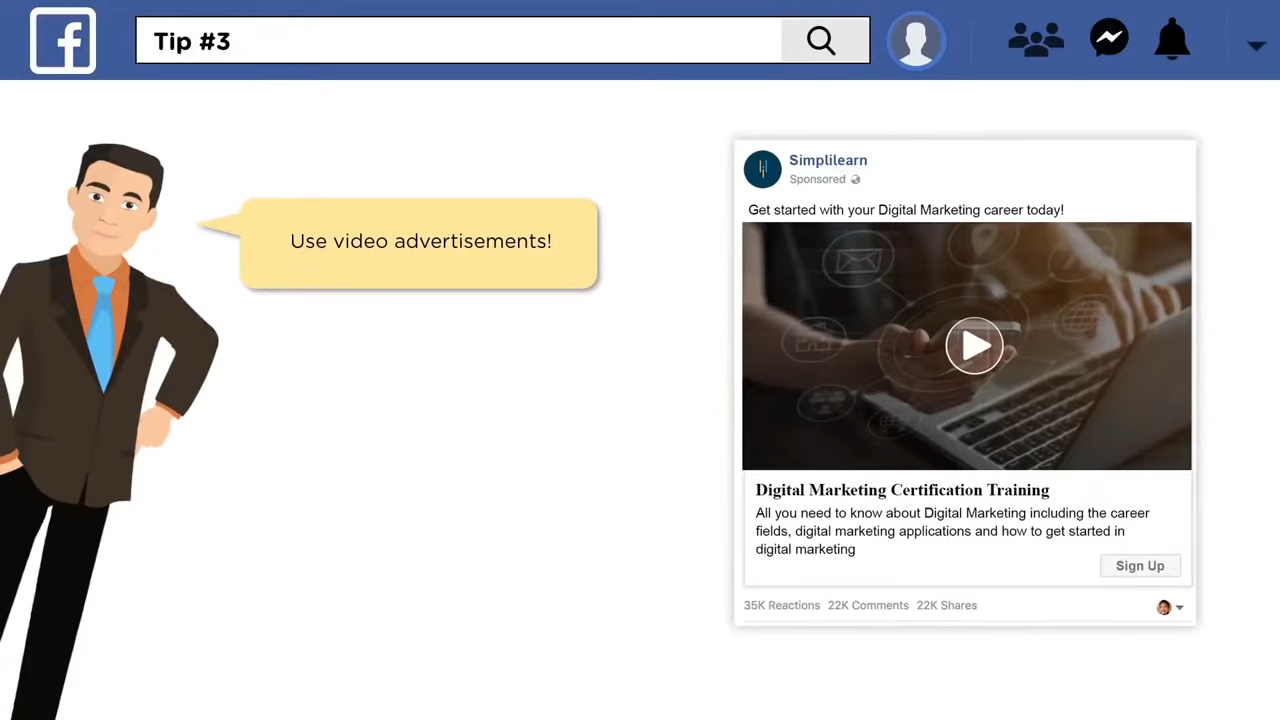 Tip #3
Use video advertisements!
Simplilearn
Sponsored
Get started with your Digital Marketing career today!
Digital Marketing Certification Training
All you need to know about Digital Marketing including the career
fields, digital marketing applications and how to get started in
digital marketing
Sign Up
35K Reactions 22K Comments 22K Shares